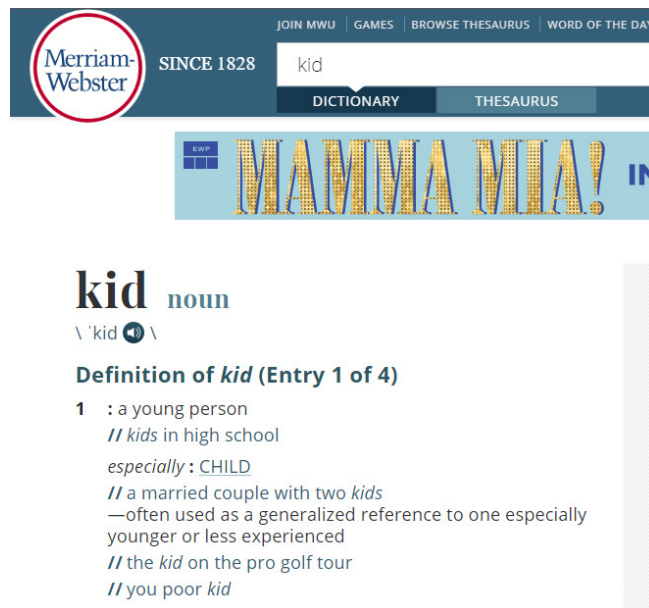 JOIN MWU GAMES BROWSE THESAURUS WORD OF THE DAY
Merriam-
Webster
SINCE 1828
kid
DICTIONARY THESAURUS
EWP
MAMMA MIA! IN
kid noun
\ ˈkid \
Definition of kid (Entry 1 of 4)
1 : a young person
// kids in high school
especially : CHILD
// a married couple with two kids
—often used as a generalized reference to one especially
younger or less experienced
// the kid on the pro golf tour
// you poor kid